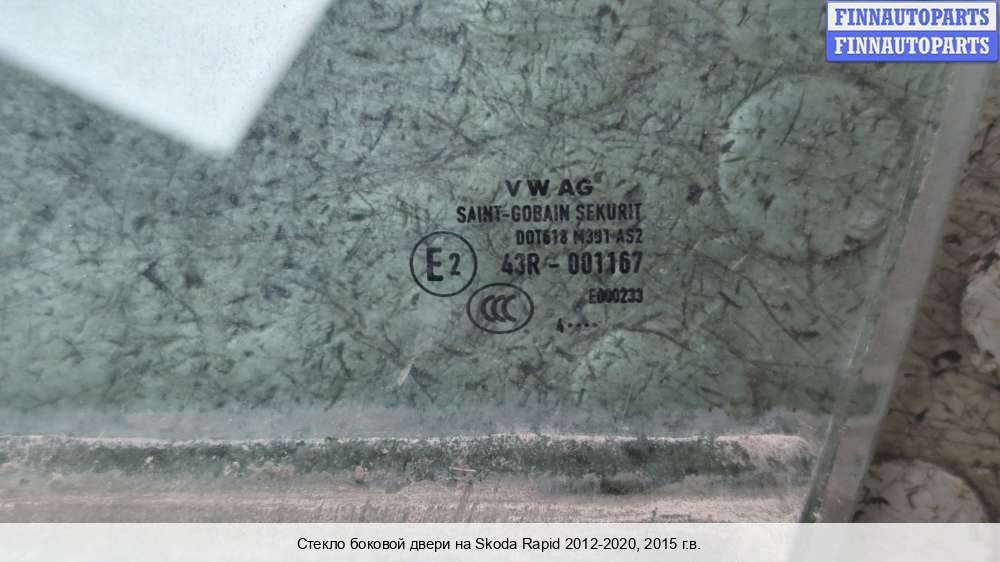 FINNAUTOPARTS
FINNAUTOPARTS
VW AG
SAINT-GOBAIN SEKURIT
DOT618 M391 AS2
E2 43R-001167
CCC E000233
4····
Стекло боковой двери на Skoda Rapid 2012-2020, 2015 г.в.